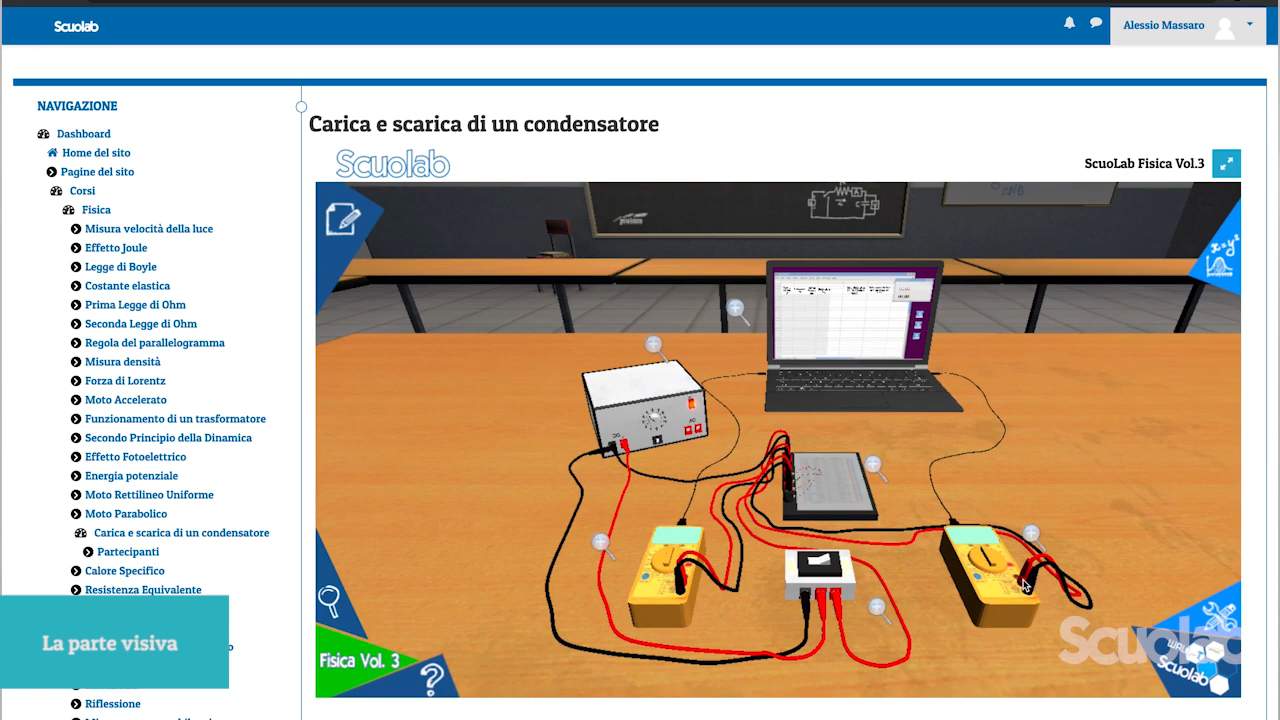 Scuolab
Alessio Massaro
NAVIGAZIONE
Dashboard
Home del sito
Pagine del sito
Corsi
Fisica
Misura velocità della luce
Effetto Joule
Legge di Boyle
Costante elastica
Prima Legge di Ohm
Seconda Legge di Ohm
Regola del parallelogramma
Misura densità
Forza di Lorentz
Moto Accelerato
Funzionamento di un trasformatore
Secondo Principio della Dinamica
Effetto Fotoelettrico
Energia potenziale
Moto Rettilineo Uniforme
Moto Parabolico
Carica e scarica di un condensatore
Partecipanti
Calore Specifico
Resistenza Equivalente
Riflessione
La parte visiva
Carica e scarica di un condensatore
Scuolab
ScuoLab Fisica Vol.3
x=y²
Fisica Vol. 3
?
Scuolab
Scuolab